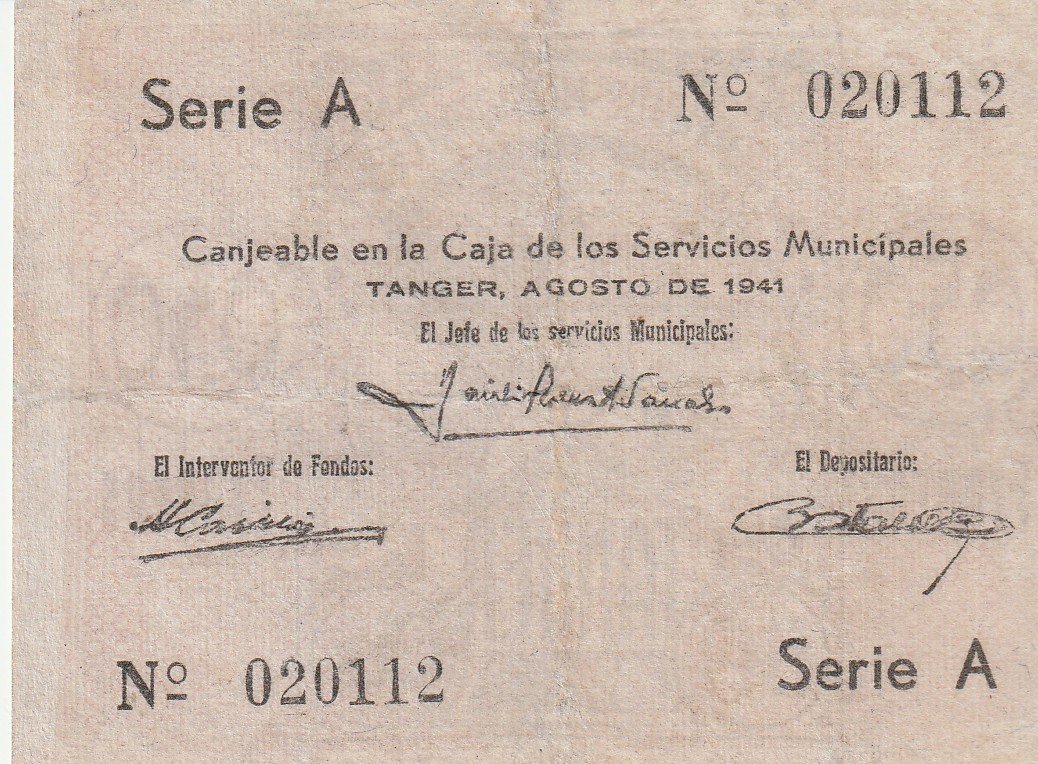 Serie A Nº 020112
Canjeable en la Caja de los Servicios Municipales
TANGER, AGOSTO DE 1941
El Jefe de los servicios Municipales:
El Interventor de Fondos:
El Depositario:
Nº 020112 Serie A